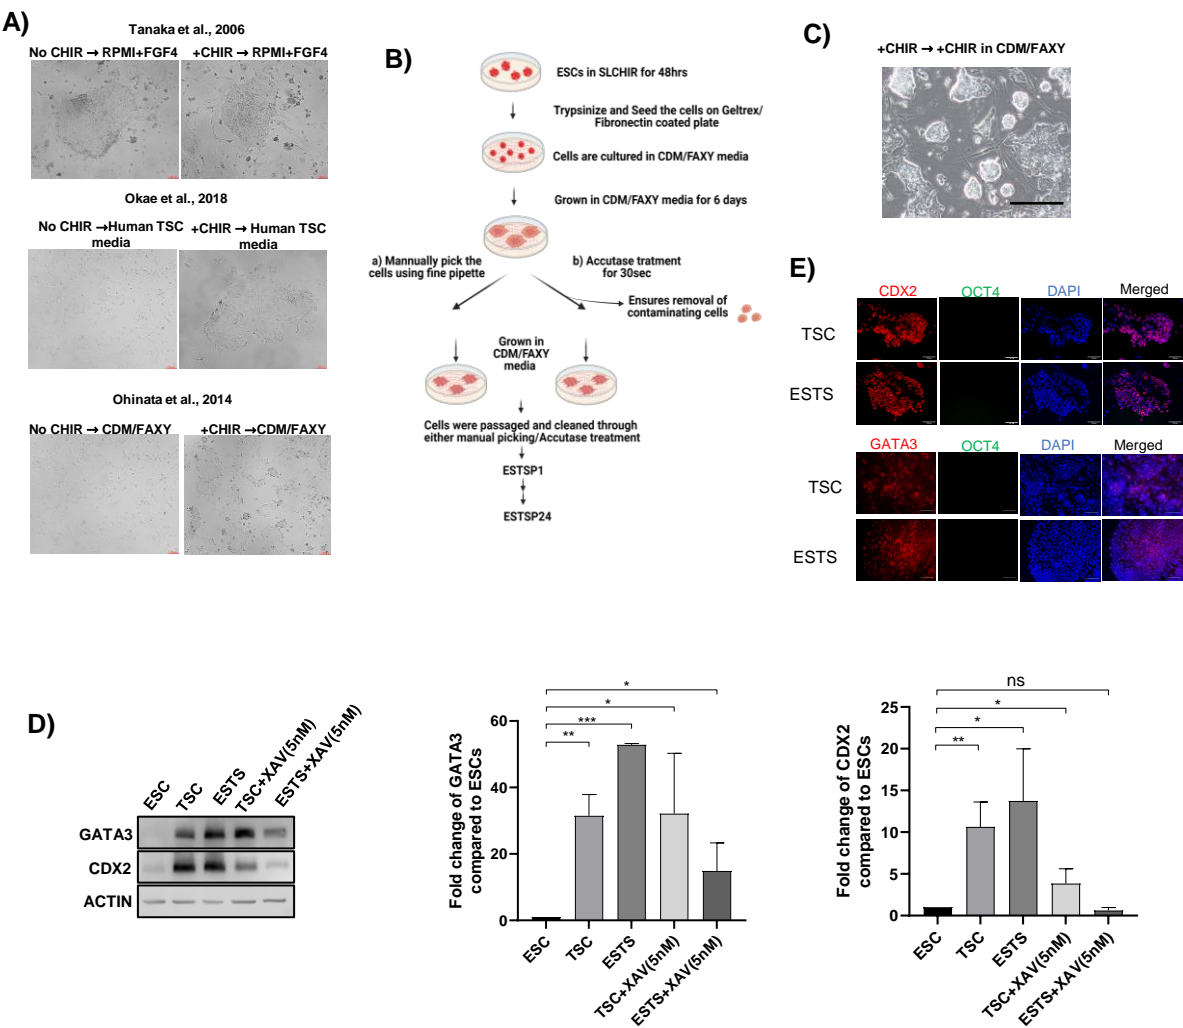 A)
Tanaka et al., 2006
No CHIR → RPMI+FGF4
+CHIR → RPMI+FGF4
Okae et al., 2018
No CHIR →Human TSC
media
+CHIR → Human TSC
media
Ohinata et al., 2014
No CHIR → CDM/FAXY
+CHIR →CDM/FAXY
B)
ESCs in SLCHIR for 48hrs
Trypsinize and Seed the cells on Geltrex/
Fibronectin coated plate
Cells are cultured in CDM/FAXY media
Grown in CDM/FAXY media for 6 days
a) Mannually pick the
cells using fine pipette
b) Accutase tratment
for 30sec
Ensures removal of
contaminating cells
Grown in
CDM/FAXY
media
Cells were passaged and cleaned through
either manual picking/Accutase treatment
ESTSP1
ESTSP24
C)
+CHIR → +CHIR in CDM/FAXY
E)
CDX2
OCT4
DAPI
Merged
TSC
ESTS
GATA3
OCT4
DAPI
Merged
TSC
ESTS
D)
ESC
TSC
ESTS
TSC+XAV(5nM)
ESTS+XAV(5nM)
GATA3
CDX2
ACTIN
Fold change of GATA3
compared to ESCs
60
40
20
0
*
*
***
**
ESC
TSC
ESTS
TSC+XAV(5nM)
ESTS+XAV(5nM)
Fold change of CDX2
compared to ESCs
25
20
15
10
5
0
ns
*
*
**
ESC
TSC
ESTS
TSC+XAV(5nM)
ESTS+XAV(5nM)